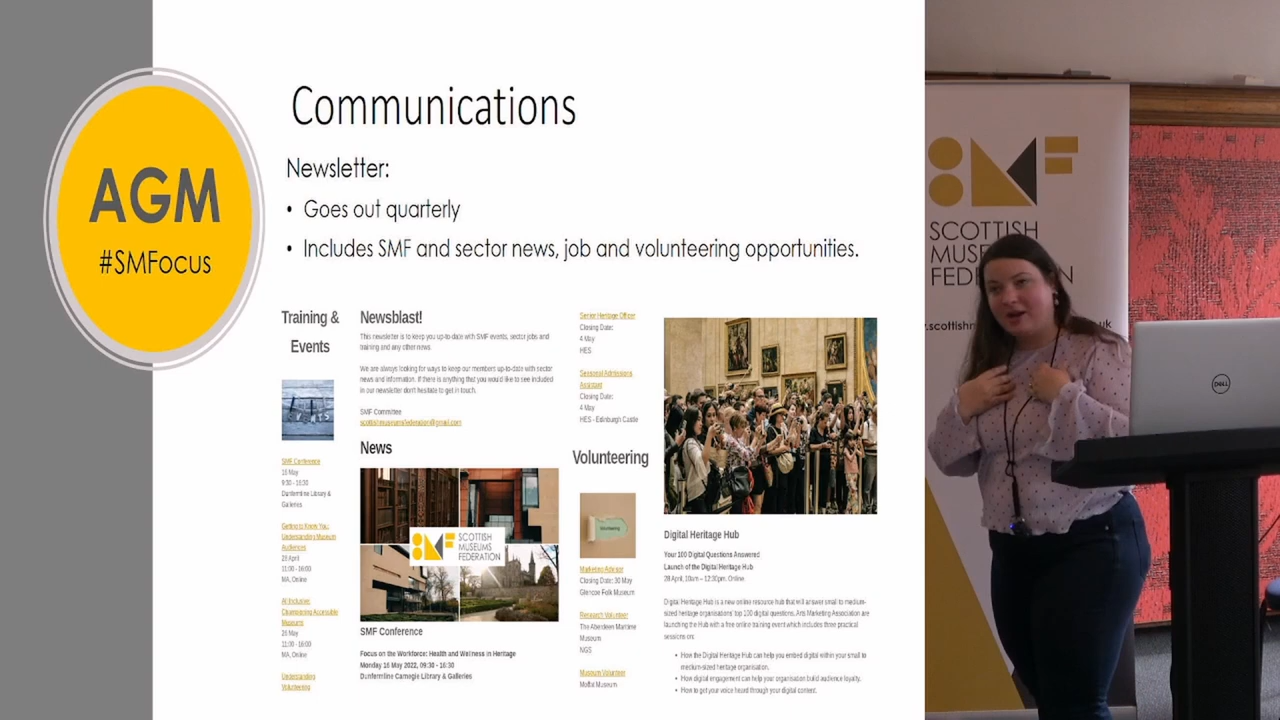 AGM
#SMFocus
Communications
Newsletter:
• Goes out quarterly
• Includes SMF and sector news, job and volunteering opportunities.
Training &
Events
SMF Conference
16 May
9:30 - 16:30
Dunfermline Library &
Galleries
Getting to Know You:
Understanding Museum
Audiences
28 April
11:00 - 16:00
MA, Online
Championing Accessible
Museums
26 May
11:00 - 16:00
MA, Online
Understanding
Volunteering
Newsblast!
This newsletter is to keep you up-to-date with SMF events, sector jobs and
training and any other news.
We are always looking for ways to keep our members up-to-date with sector
news and information. If there is anything that you would like to see included
in our newsletter don't hesitate to get in touch.
SMF Committee
scottishmuseumsfederation@gmail.com
News
SMF
SCOTTISH
MUSEUMS
FEDERATION
SMF Conference
Focus on the Workforce: Health and Wellness in Heritage
Monday 16 May 2022, 09:30 - 16:30
Dunfermline Carnegie Library & Galleries
Senior Heritage Officer
Closing Date:
4 May
HES
Seasonal Admissions
Assistant
Closing Date:
4 May
HES - Edinburgh Castle
Volunteering
Volunteering
Marketing Advisor
Closing Date: 30 May
Glencoe Folk Museum
Research Volunteer
The Aberdeen Maritime
Museum
NGS
Museum Volunteer
Moffat Museum
Digital Heritage Hub
Your 100 Digital Questions Answered
Launch of the Digital Heritage Hub
28 April, 10am – 12:30pm. Online
Digital Heritage Hub is a new online resource hub that will answer small to medium-
sized heritage organisations' top 100 digital questions. Arts Marketing Association are
launching the Hub with a free online training event which includes three practical
sessions on:
• How the Digital Heritage Hub can help you embed digital within your small to
medium-sized heritage organisation.
• How digital engagement can help your organisation build audience loyalty.
• How to get your voice heard through your digital content.
SMF
SCOTTISH
FED
N
.scottish
uk
DELL